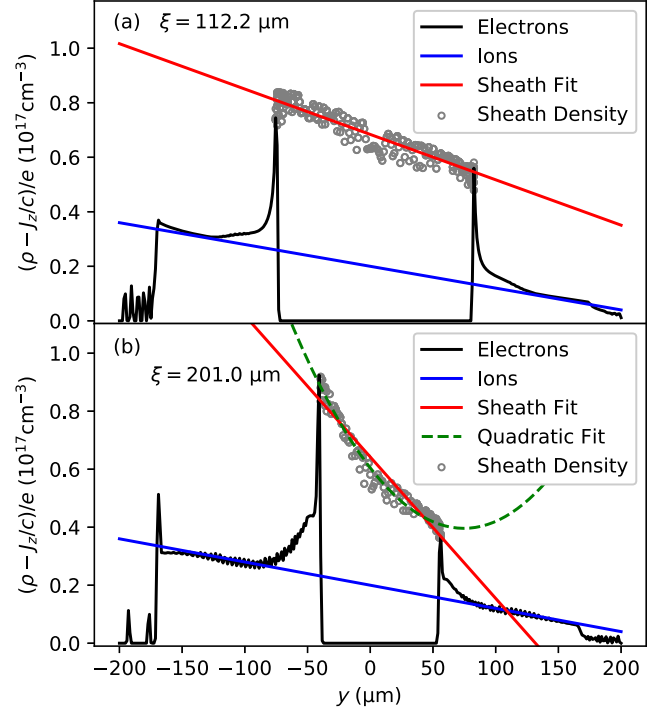 (a) ξ = 112.2 μm
Electrons
Ions
Sheath Fit
Sheath Density
(ρ − J_z/c)/e (10^17 cm^−3)
1.0
0.8
0.6
0.4
0.2
0.0
(b)
ξ = 201.0 μm
Electrons
Ions
Sheath Fit
Quadratic Fit
Sheath Density
(ρ − J_z/c)/e (10^17 cm^−3)
1.0
0.8
0.6
0.4
0.2
0.0
−200 −150 −100 −50 0 50 100 150 200
y (μm)